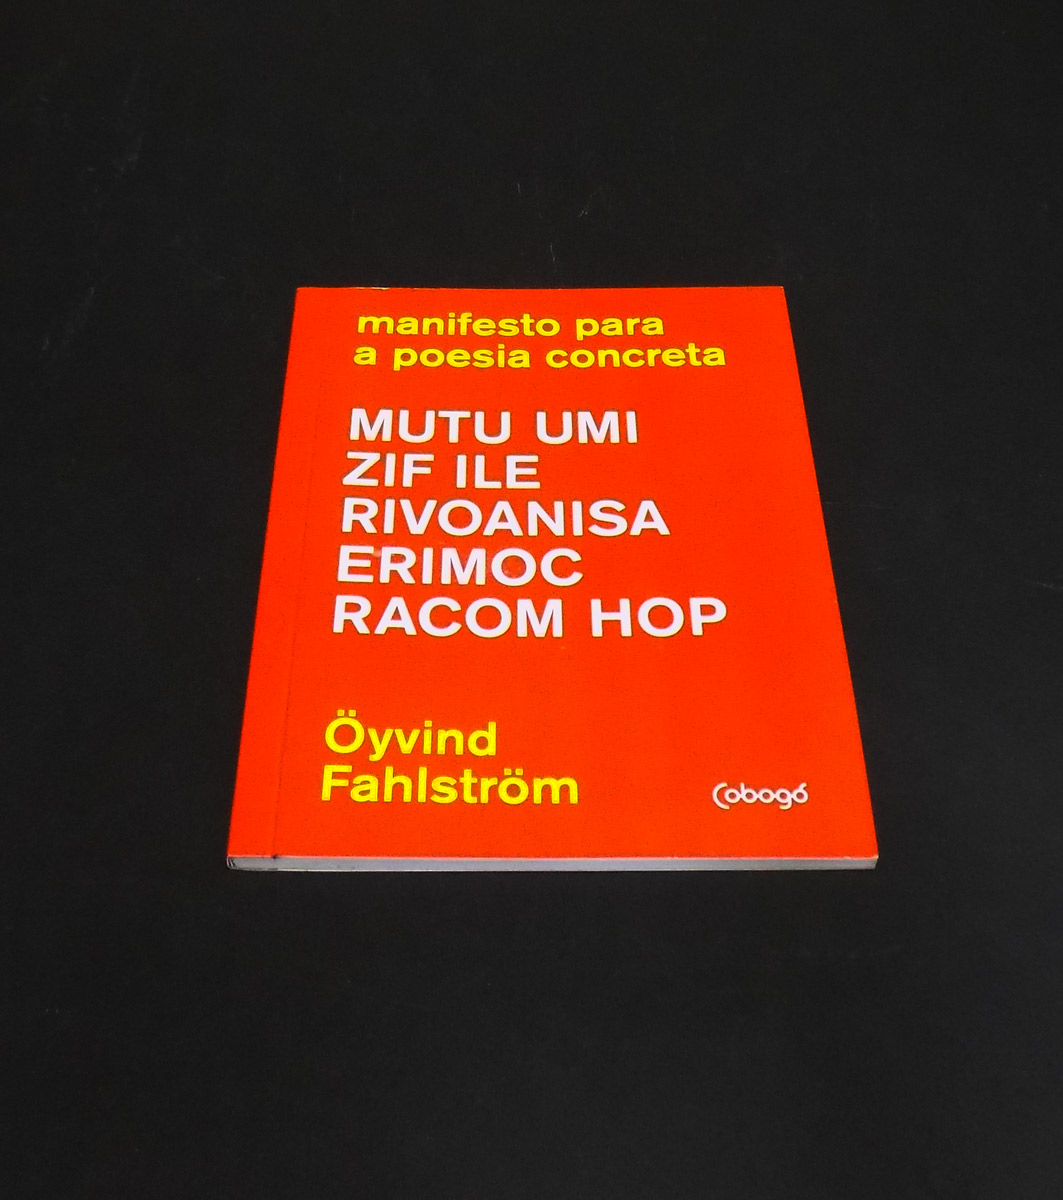 manifesto para
a poesia concreta
MUTU UMI
ZIF ILE
RIVOANISA
ERIMOC
RACOM HOP
Öyvind
Fahlström
Cobogó